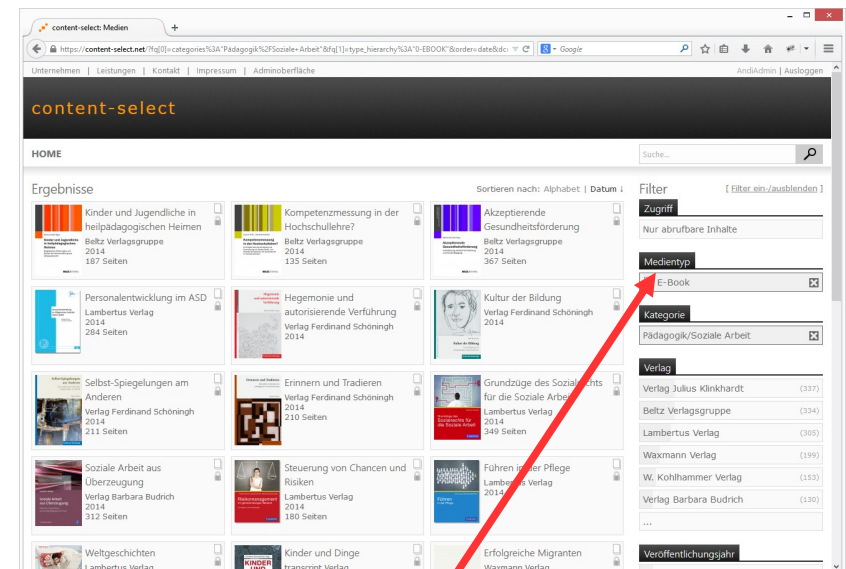 content-select: Medien
https://content-select.net/?fq[0]=categories%3A"Pädagogik%2FSoziale+Arbeit"&fq[1]=type_hierarchy%3A"0-EBOOK"&order=date&dc
Google
Unternehmen | Leistungen | Kontakt | Impressum | Adminoberfläche
AndiAdmin | Ausloggen
content-select
HOME
Suche...
Ergebnisse
Sortieren nach: Alphabet | Datum ↓
Kinder und Jugendliche in
heilpädagogischen Heimen
Beltz Verlagsgruppe
2014
187 Seiten
Kompetenzmessung in der
Hochschullehre?
Beltz Verlagsgruppe
2014
135 Seiten
Akzeptierende
Gesundheitsförderung
Beltz Verlagsgruppe
2014
367 Seiten
Personalentwicklung im ASD
Lambertus Verlag
2014
284 Seiten
Hegemonie und
autorisierende Verführung
Verlag Ferdinand Schöningh
2014
Kultur der Bildung
Verlag Ferdinand Schöningh
2014
Selbst-Spiegelungen am
Anderen
Verlag Ferdinand Schöningh
2014
211 Seiten
Erinnern und Tradieren
Verlag Ferdinand Schöningh
2014
210 Seiten
Grundzüge des Sozialrechts
für die Soziale Arbeit
Lambertus Verlag
2014
349 Seiten
Soziale Arbeit aus
Überzeugung
Verlag Barbara Budrich
2014
312 Seiten
Steuerung von Chancen und
Risiken
Lambertus Verlag
2014
180 Seiten
Führen in der Pflege
Lambertus Verlag
2014
Weltgeschichten
Lambertus Verlag
KINDER
UND
Kinder und Dinge
transcript Verlag
Erfolgreiche Migranten
Waxmann Verlag
Filter
[ Filter ein-/ausblenden ]
Zugriff
Nur abrufbare Inhalte
Medientyp
E-Book
Kategorie
Pädagogik/Soziale Arbeit
Verlag
Verlag Julius Klinkhardt (337)
Beltz Verlagsgruppe (334)
Lambertus Verlag (305)
Waxmann Verlag (199)
W. Kohlhammer Verlag (153)
Verlag Barbara Budrich (130)
...
Veröffentlichungsjahr